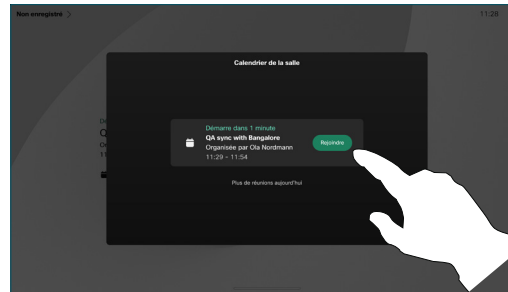 Non enregistré
11:28
Calendrier de la salle
Démarre dans 1 minute
QA sync with Bangalore
Organisée par Ola Nordmann
11:29 – 11:54
Rejoindre
Plus de réunions aujourd'hui